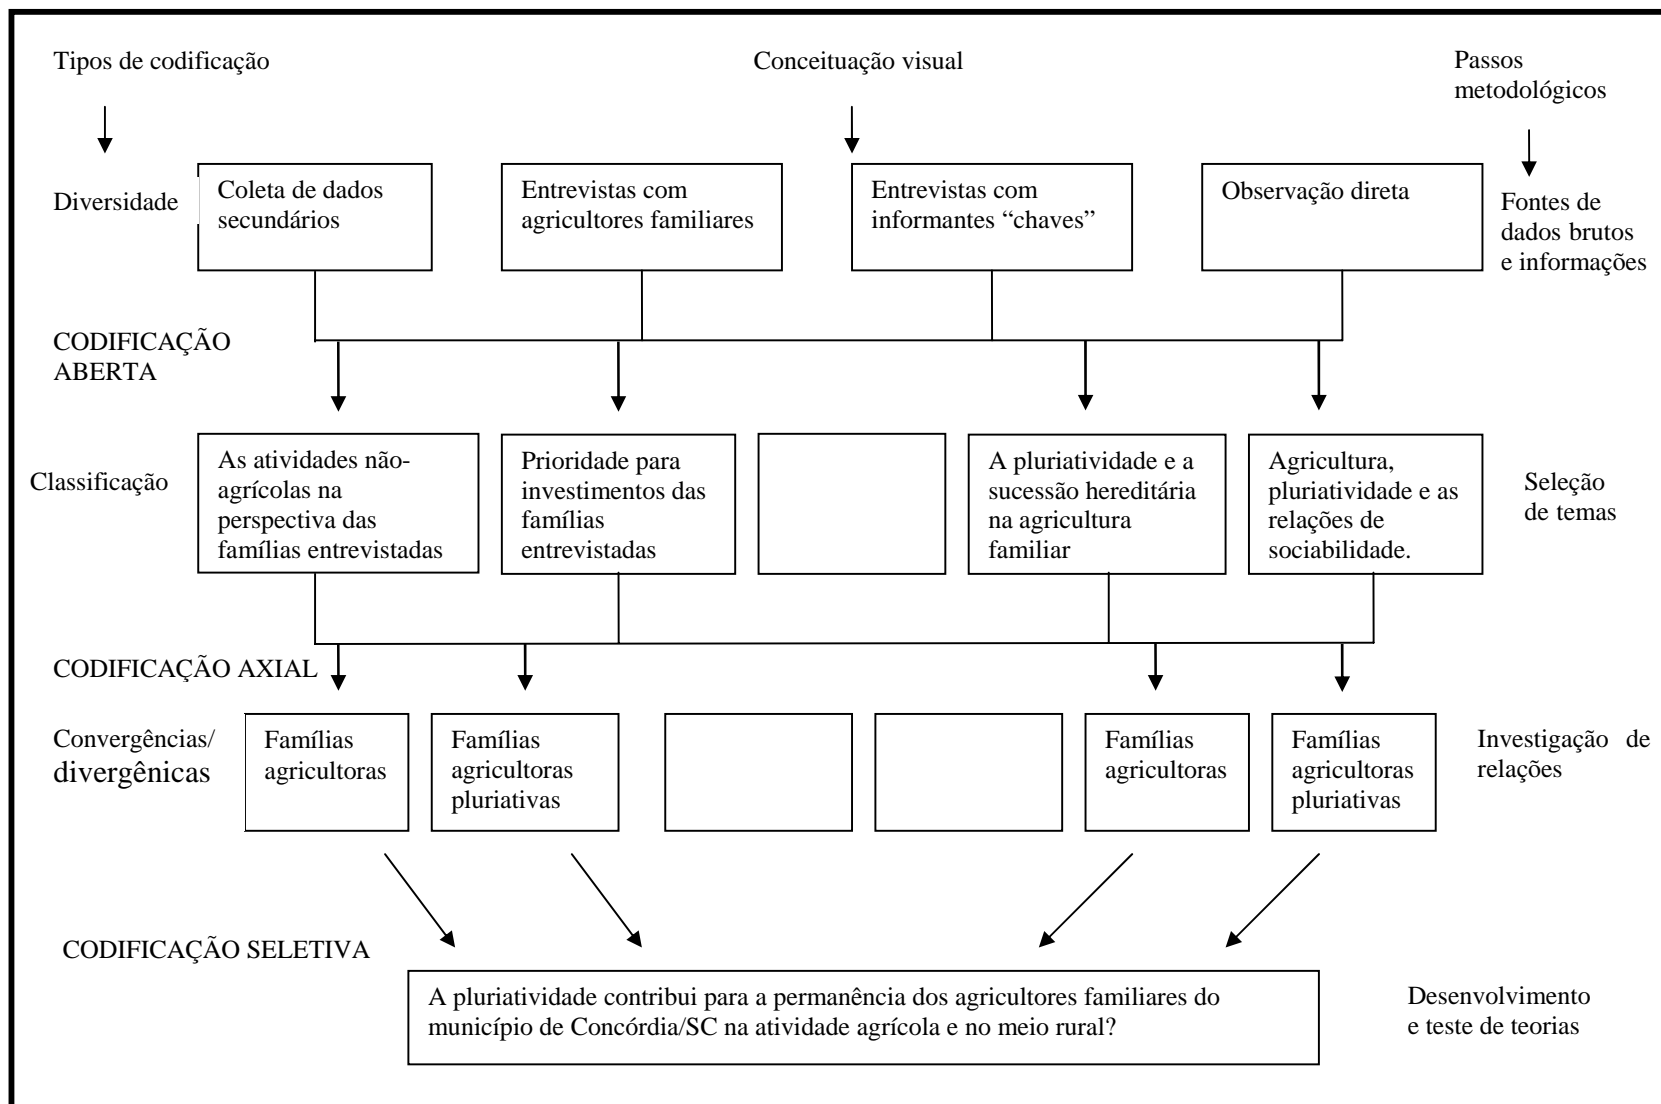 Tipos de codificação
Conceituação visual
Passos
metodológicos
Diversidade
Coleta de dados
secundários
Entrevistas com
agricultores familiares
Entrevistas com
informantes “chaves”
Observação direta
Fontes de
dados brutos
e informações
CODIFICAÇÃO
ABERTA
Classificação
As atividades não-
agrícolas na
perspectiva das
famílias entrevistadas
Prioridade para
investimentos das
famílias
entrevistadas
A pluriatividade e a
sucessão hereditária
na agricultura
familiar
Agricultura,
pluriatividade e as
relações de
sociabilidade.
Seleção
de temas
CODIFICAÇÃO AXIAL
Convergências/
divergênicas
Famílias
agricultoras
Famílias
agricultoras
pluriativas
Famílias
agricultoras
Famílias
agricultoras
pluriativas
Investigação de
relações
CODIFICAÇÃO SELETIVA
A pluriatividade contribui para a permanência dos agricultores familiares do
município de Concórdia/SC na atividade agrícola e no meio rural?
Desenvolvimento
e teste de teorias